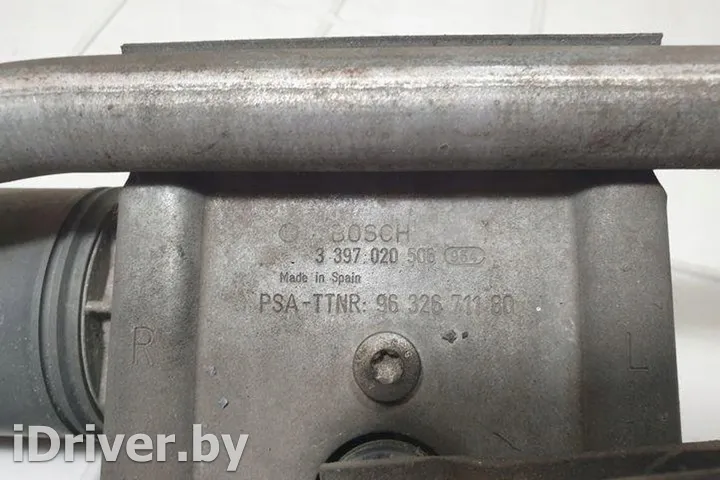 BOSCH
3 397 020 506
Made in Spain
PSA-TTNR: 96 326 711 80
R L
iDriver.by